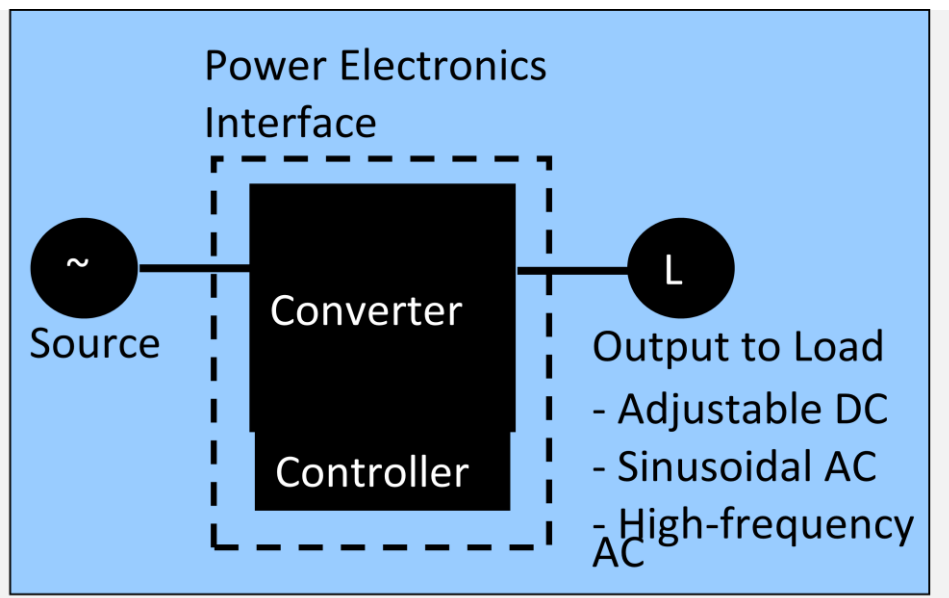 Power Electronics
Interface
~
Converter
L
Source
Output to Load
- Adjustable DC
Controller
- Sinusoidal AC
- High-frequency
AC